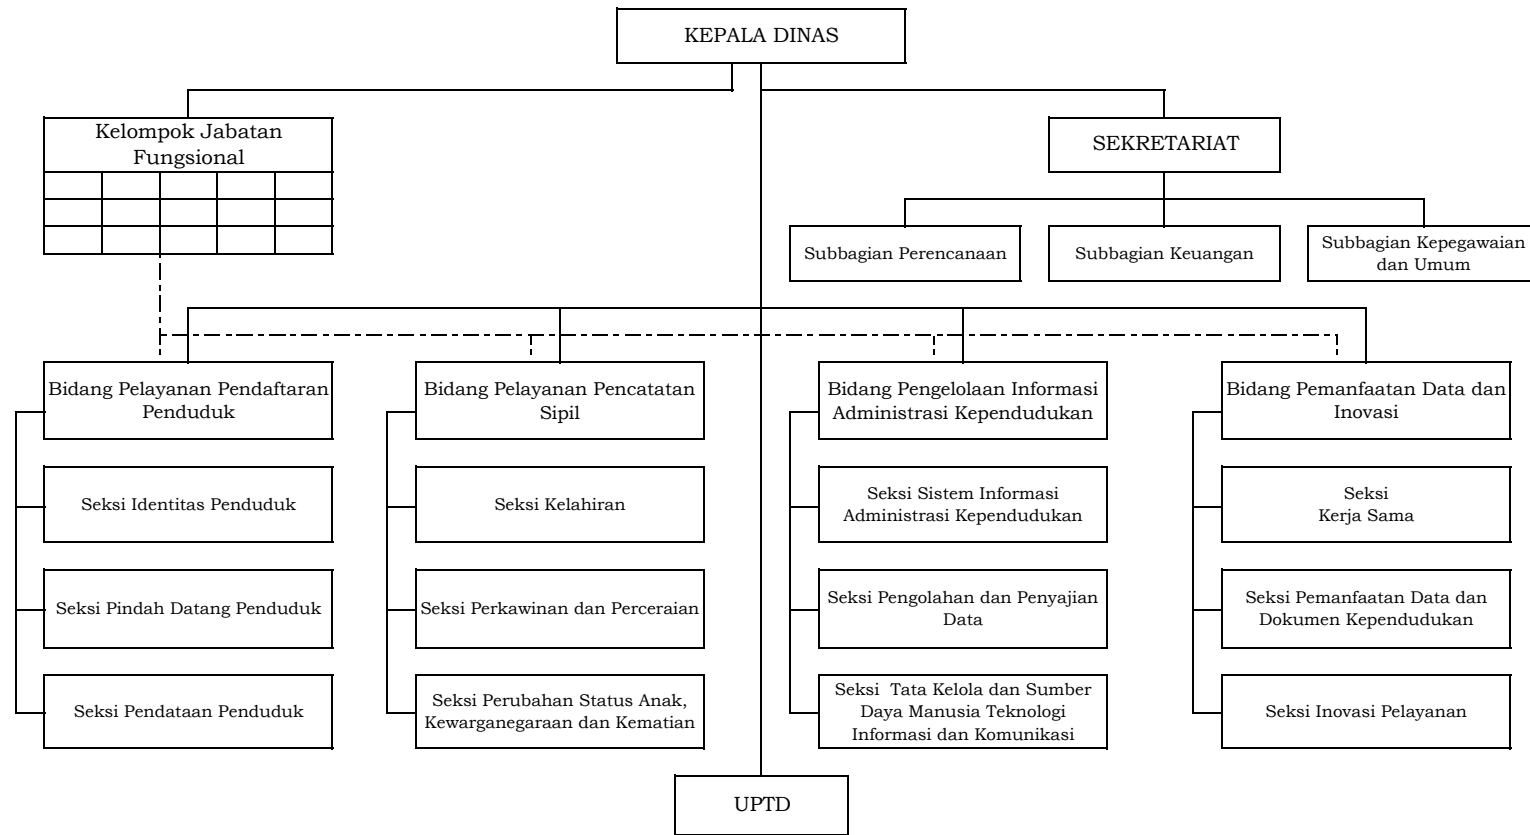 KEPALA DINAS
Kelompok Jabatan
Fungsional
SEKRETARIAT
Subbagian Perencanaan
Subbagian Keuangan
Subbagian Kepegawaian
dan Umum
Bidang Pelayanan Pendaftaran
Penduduk
Seksi Identitas Penduduk
Seksi Pindah Datang Penduduk
Seksi Pendataan Penduduk
Bidang Pelayanan Pencatatan
Sipil
Seksi Kelahiran
Seksi Perkawinan dan Perceraian
Seksi Perubahan Status Anak,
Kewarganegaraan dan Kematian
Bidang Pengelolaan Informasi
Administrasi Kependudukan
Seksi Sistem Informasi
Administrasi Kependudukan
Seksi Pengolahan dan Penyajian
Data
Seksi  Tata Kelola dan Sumber
Daya Manusia Teknologi
Informasi dan Komunikasi
Bidang Pemanfaatan Data dan
Inovasi
Seksi
Kerja Sama
Seksi Pemanfaatan Data dan
Dokumen Kependudukan
Seksi Inovasi Pelayanan
UPTD